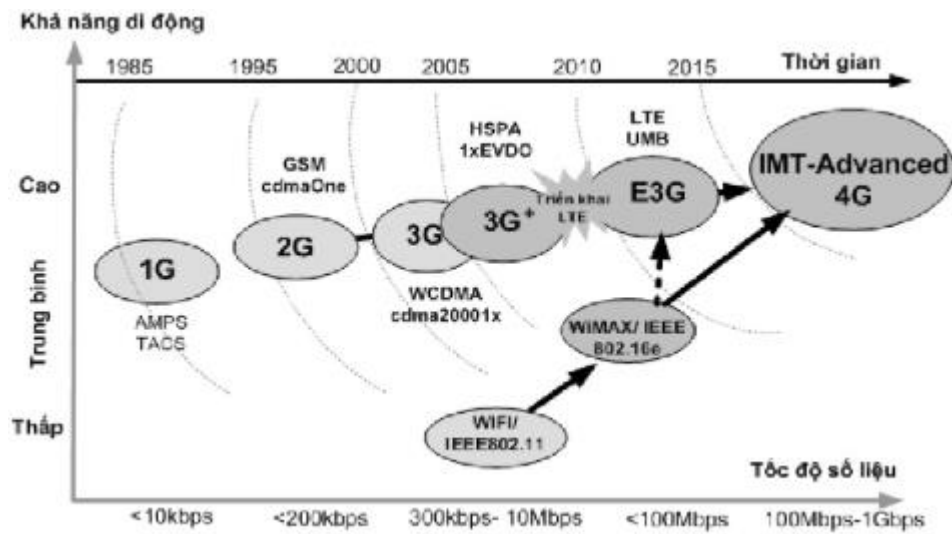 Khả năng di động
1985 1995 2000 2005 2010 2015 Thời gian
HSPA
1xEVDO
LTE
UMB
GSM
cdmaOne
Cao
IMT-Advanced
4G
1G
2G
3G
3G+
Triển khai
LTE
E3G
Trung bình
AMPS
TACS
WCDMA
cdma20001x
WiMAX/ IEEE
802.16e
Thấp
WIFI/
IEEE802.11
Tốc độ số liệu
<10kbps <200kbps 300kbps- 10Mbps <100Mbps 100Mbps-1Gbps